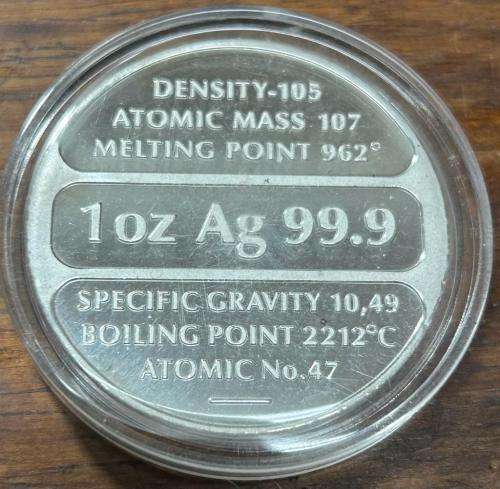 DENSITY-105
ATOMIC MASS 107
MELTING POINT 962°
1oz Ag 99.9
SPECIFIC GRAVITY 10,49
BOILING POINT 2212°C
ATOMIC No.47